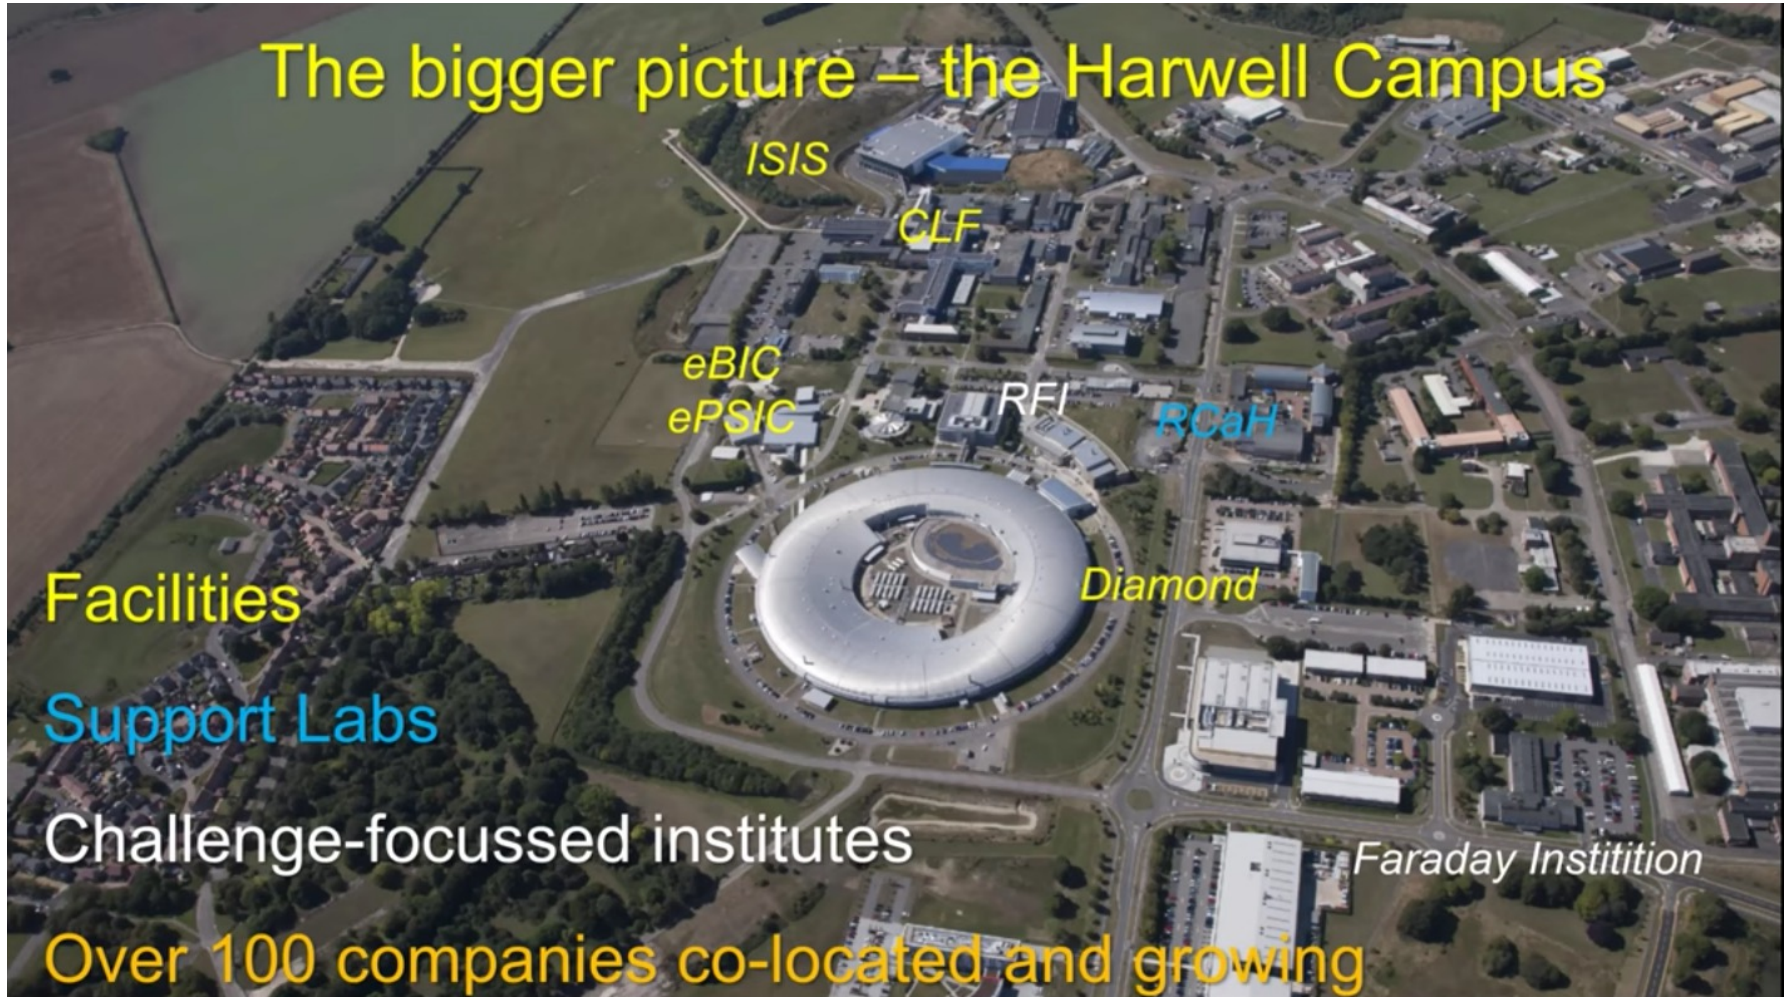 The bigger picture – the Harwell Campus
ISIS
CLF
eBIC
ePSIC
RFI
RCaH
Diamond
Facilities
Support Labs
Challenge-focussed institutes
Faraday Institition
Over 100 companies co-located and growing